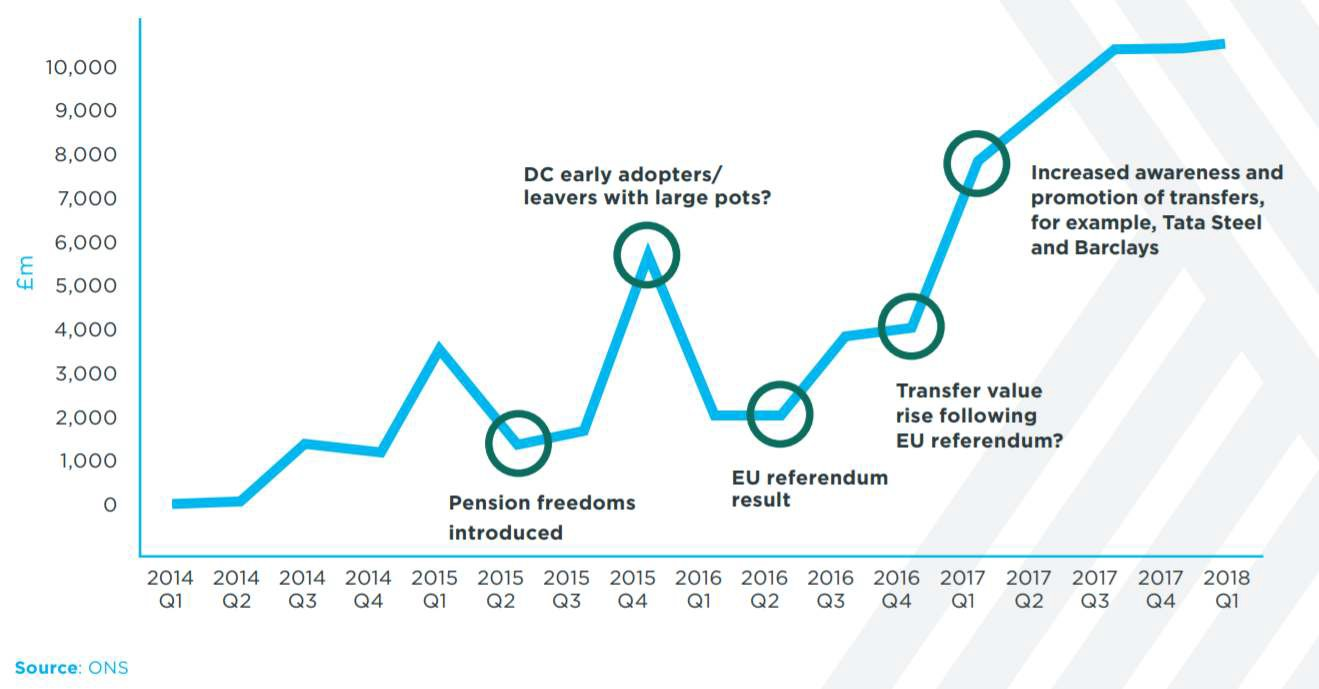 10,000
9,000
8,000
7,000
6,000
5,000
4,000
3,000
2,000
1,000
0
£m
DC early adopters/
leavers with large pots?
Increased awareness and
promotion of transfers,
for example, Tata Steel
and Barclays
Transfer value
rise following
EU referendum?
EU referendum
result
Pension freedoms
introduced
2014 2014 2014 2014 2015 2015 2015 2015 2016 2016 2016 2016 2017 2017 2017 2017 2018
Q1 Q2 Q3 Q4 Q1 Q2 Q3 Q4 Q1 Q2 Q3 Q4 Q1 Q2 Q3 Q4 Q1
Source: ONS